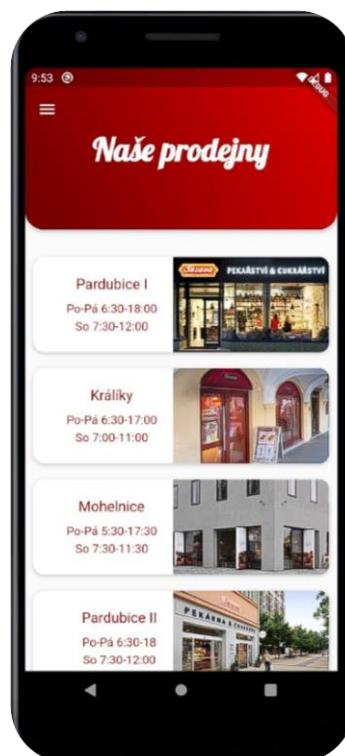 9:53
DEBUG
Naše prodejny
Pardubice I
Po-Pá 6:30-18:00
So 7:30-12:00
PEKAŘSTVÍ & CUKRÁŘSTVÍ
Králíky
Po-Pá 6:30-17:00
So 7:00-11:00
Mohelnice
Po-Pá 5:30-17:30
So 7:30-11:30
Pardubice II
Po-Pá 6:30-18
So 7:30-12:00
PEKÁRNA &